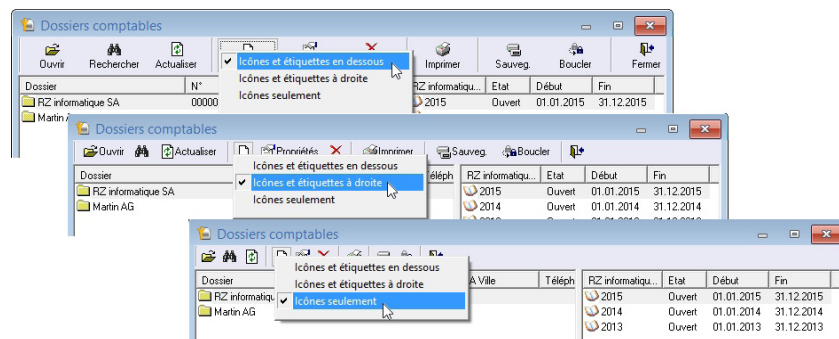 Dossiers comptables
Ouvrir Rechercher Actualiser Imprimer Sauveg. Boucler Fermer
Icônes et étiquettes en dessous
Icônes et étiquettes à droite
Icônes seulement
Dossier N° RZ informatiqu... Etat Début Fin
RZ informatique SA 00000 2015 Ouvert 01.01.2015 31.12.2015
Martin
Dossiers comptables
Ouvrir Actualiser Propriétés Imprimer Sauveg. Boucler
Icônes et étiquettes en dessous
Icônes et étiquettes à droite
Icônes seulement
Dossier éléph RZ informatiqu... Etat Début Fin
RZ informatique SA 2015 Ouvert 01.01.2015 31.12.2015
Martin AG 2014 Ouvert 01.01.2014 31.12.2014
Dossiers comptables
Icônes et étiquettes en dessous
Icônes et étiquettes à droite
Icônes seulement
Dossier A Ville Téléph RZ informatiqu... Etat Début Fin
RZ informatiqu 2015 Ouvert 01.01.2015 31.12.2015
Martin AG 2014 Ouvert 01.01.2014 31.12.2014
2013 Ouvert 01.01.2013 31.12.2013